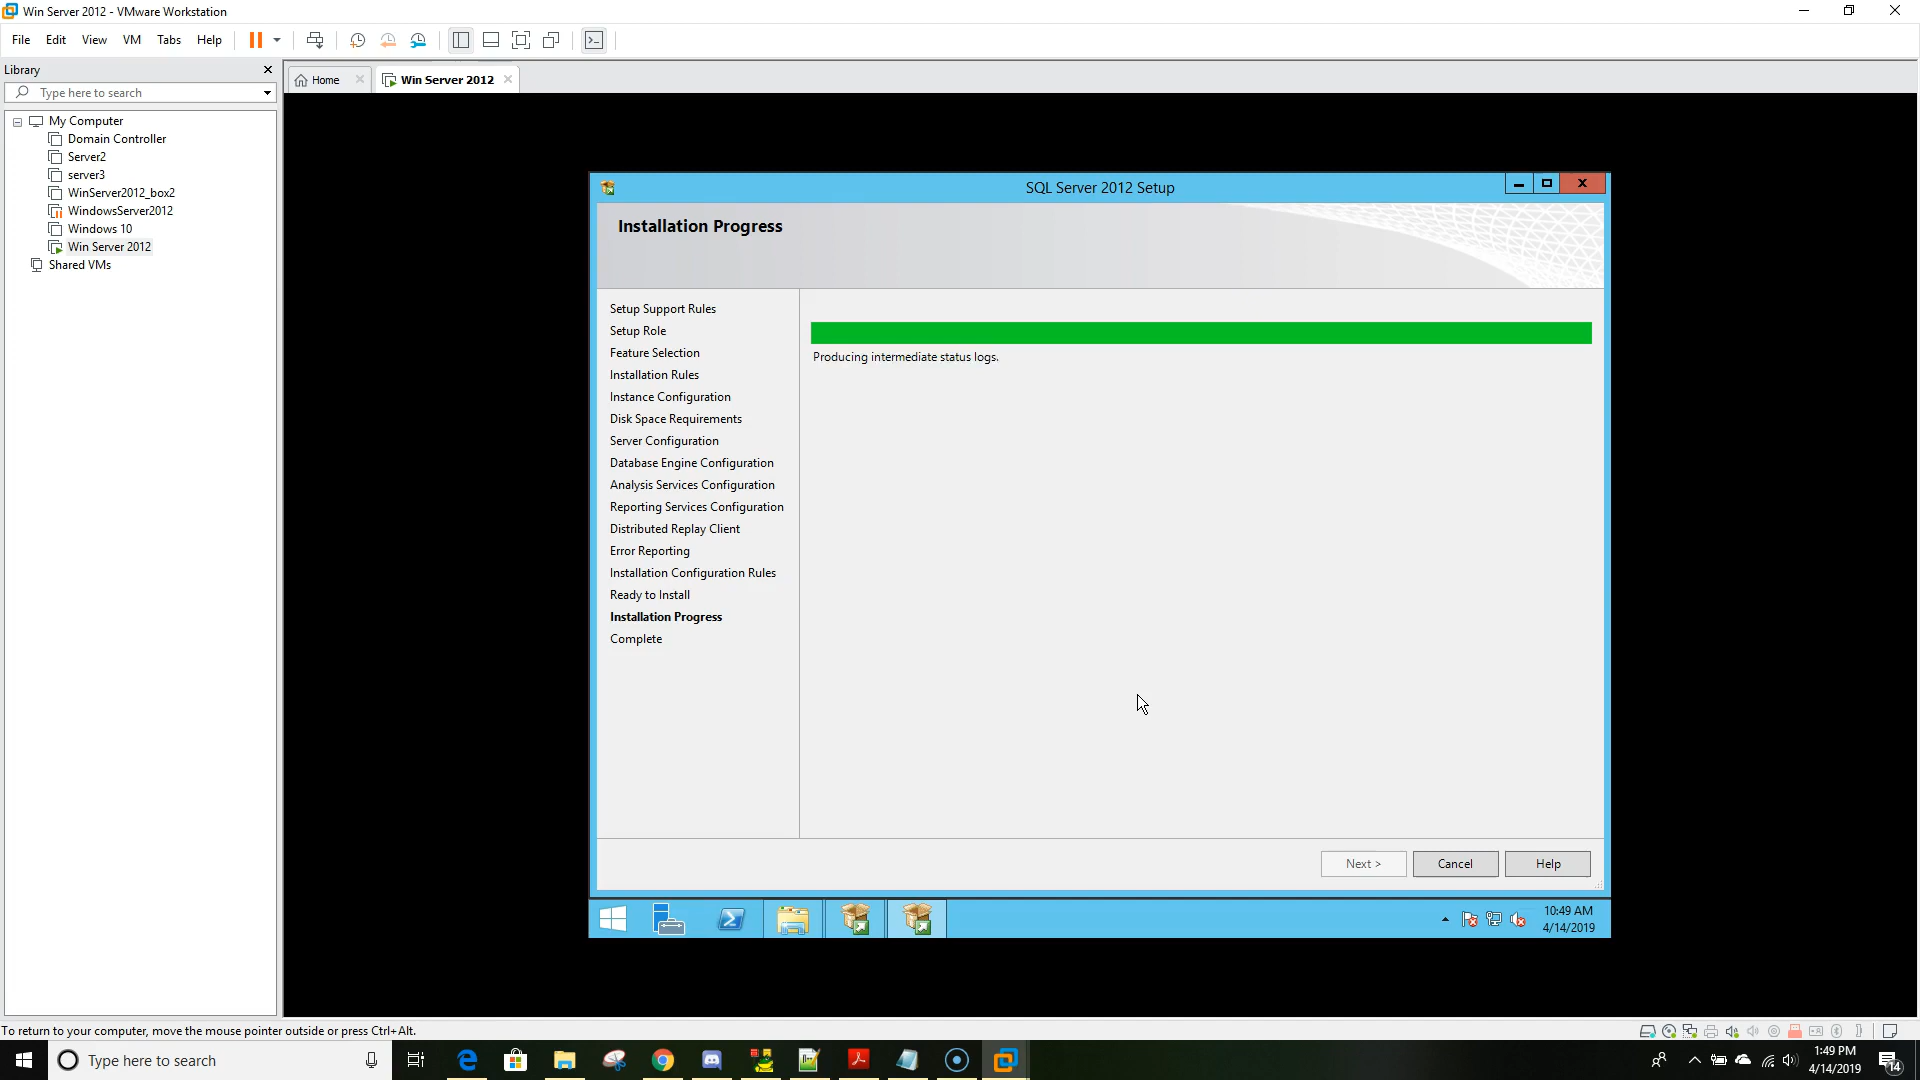 Win Server 2012 - VMware Workstation
File Edit View VM Tabs Help
Library
Home
Win Server 2012
Type here to search
My Computer
Domain Controller
Server2
server3
WinServer2012_box2
WindowsServer2012
Windows 10
Win Server 2012
Shared VMs
SQL Server 2012 Setup
Installation Progress
Setup Support Rules
Setup Role
Feature Selection
Installation Rules
Instance Configuration
Disk Space Requirements
Server Configuration
Database Engine Configuration
Analysis Services Configuration
Reporting Services Configuration
Distributed Replay Client
Error Reporting
Installation Configuration Rules
Ready to Install
Installation Progress
Complete
Producing intermediate status logs.
Next >
Cancel
Help
10:49 AM
4/14/2019
To return to your computer, move the mouse pointer outside or press Ctrl+Alt.
Type here to search
1:49 PM
4/14/2019
14